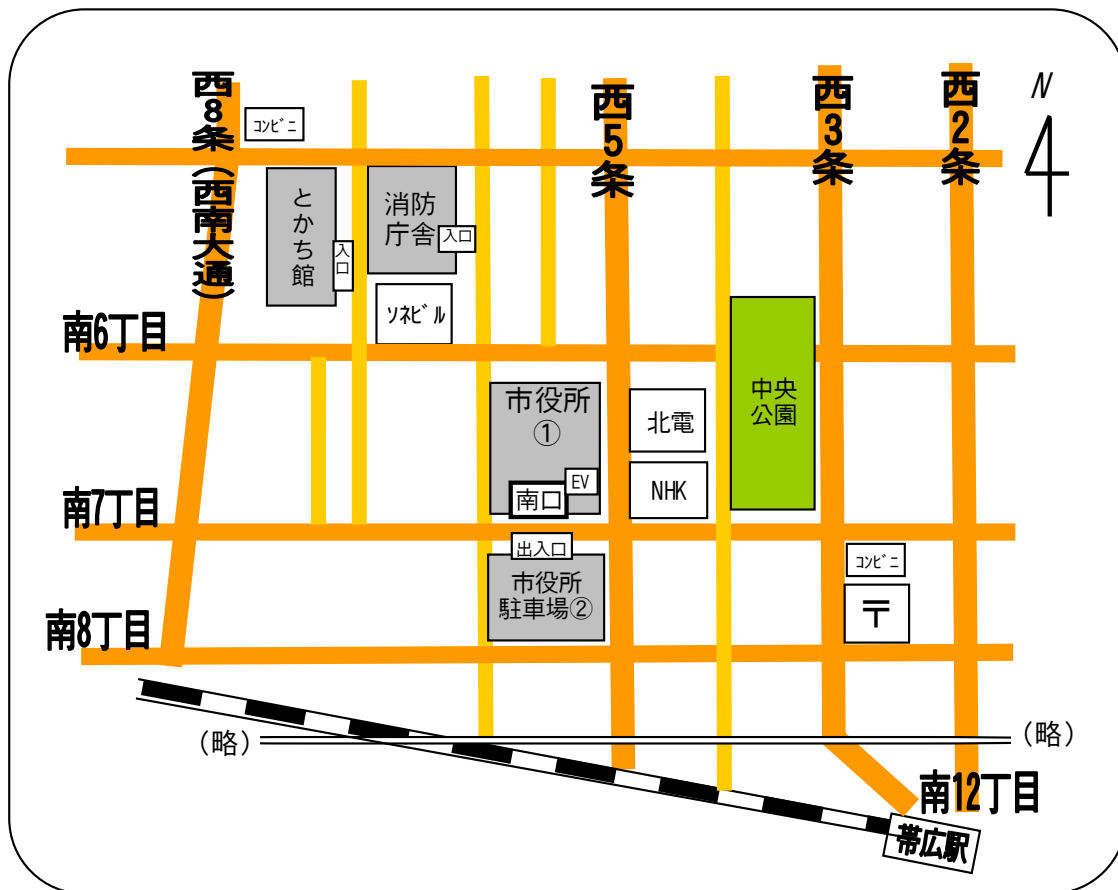 西8条(西南大通)
コンビニ
西5条
西3条
西2条
N
とかち館
入口
消防
庁舎
入口
ソネビル
南6丁目
市役所
①
EV
南口
北電
NHK
中央
公園
南7丁目
出入口
市役所
駐車場②
コンビニ
〒
南8丁目
(略)
(略)
南12丁目
帯広駅